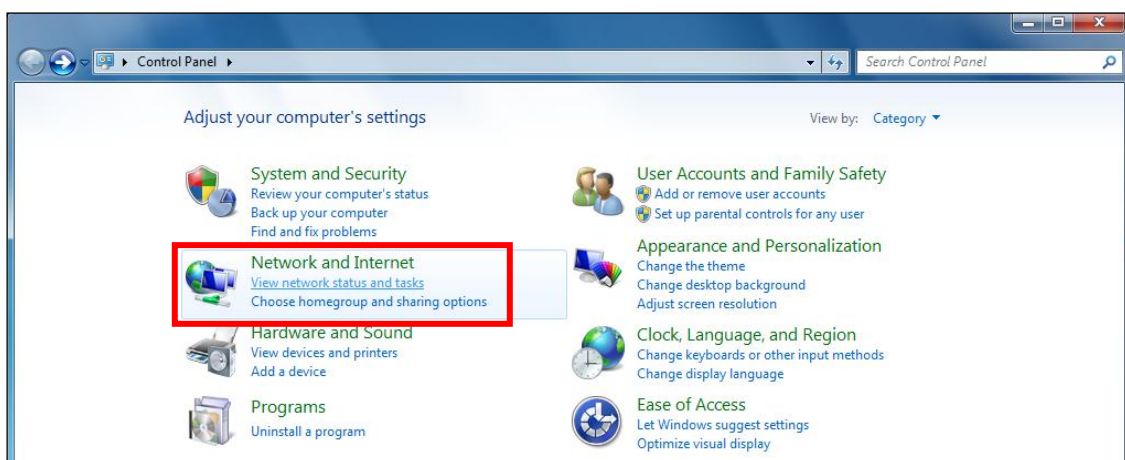 Control Panel
Search Control Panel
Adjust your computer's settings
View by: Category
System and Security
Review your computer's status
Back up your computer
Find and fix problems
Network and Internet
View network status and tasks
Choose homegroup and sharing options
Hardware and Sound
View devices and printers
Add a device
Programs
Uninstall a program
User Accounts and Family Safety
Add or remove user accounts
Set up parental controls for any user
Appearance and Personalization
Change the theme
Change desktop background
Adjust screen resolution
Clock, Language, and Region
Change keyboards or other input methods
Change display language
Ease of Access
Let Windows suggest settings
Optimize visual display